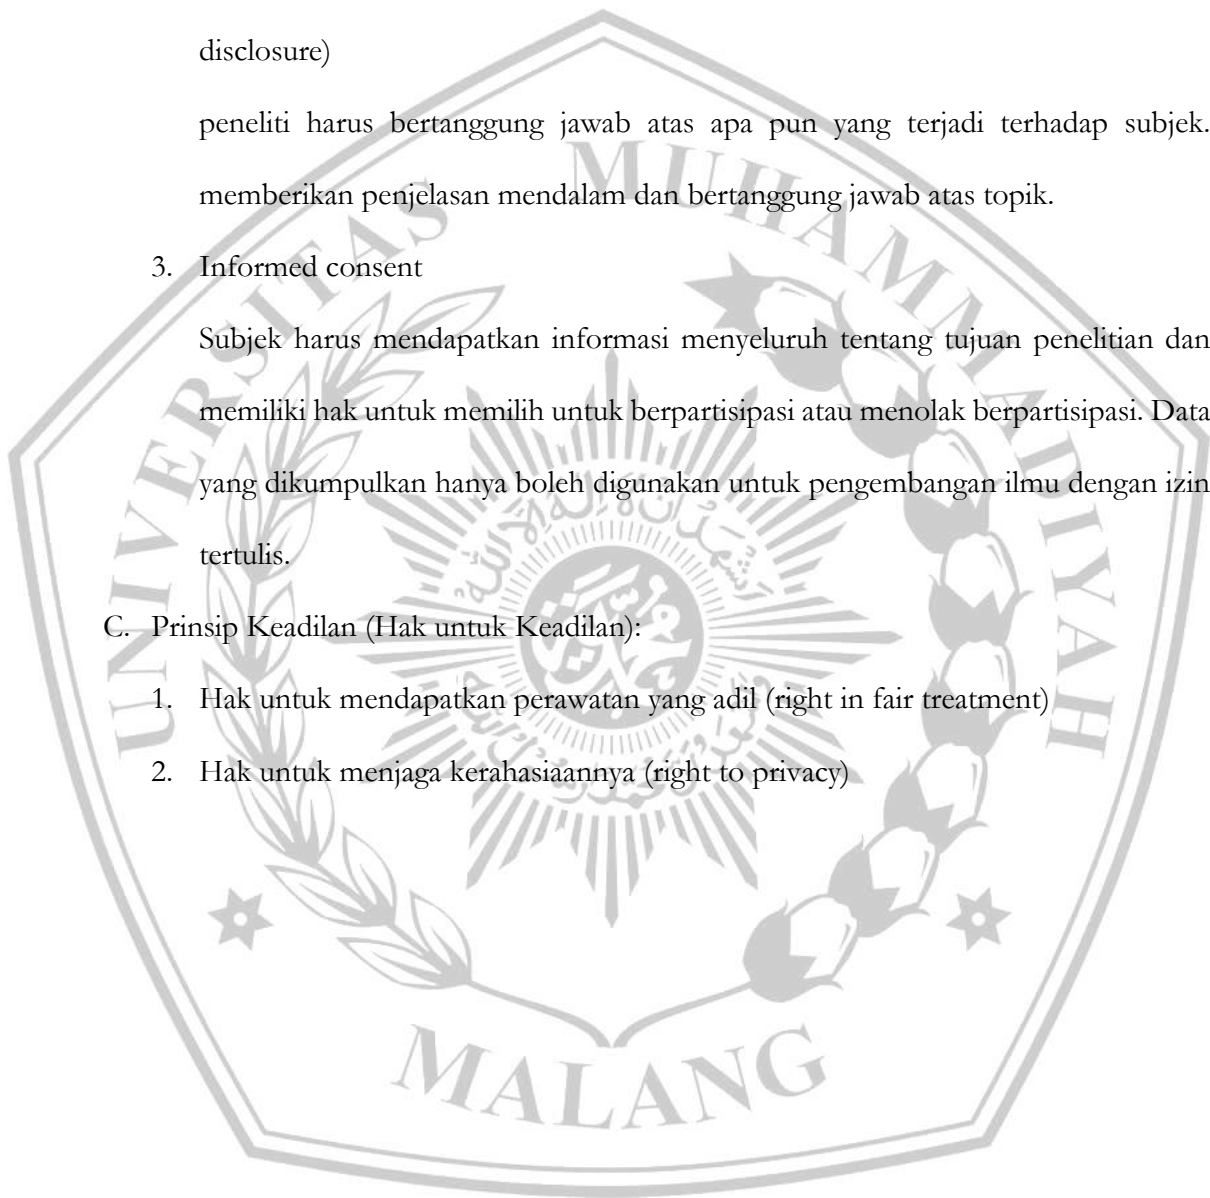 disclosure)
peneliti harus bertanggung jawab atas apa pun yang terjadi terhadap subjek.
memberikan penjelasan mendalam dan bertanggung jawab atas topik.
3. Informed consent
Subjek harus mendapatkan informasi menyeluruh tentang tujuan penelitian dan
memiliki hak untuk memilih untuk berpartisipasi atau menolak berpartisipasi. Data
yang dikumpulkan hanya boleh digunakan untuk pengembangan ilmu dengan izin
tertulis.
C. Prinsip Keadilan (Hak untuk Keadilan):
1. Hak untuk mendapatkan perawatan yang adil (right in fair treatment)
2. Hak untuk menjaga kerahasiaannya (right to privacy)
UNIVERSITAS MUHAMMADIYAH
MALANG